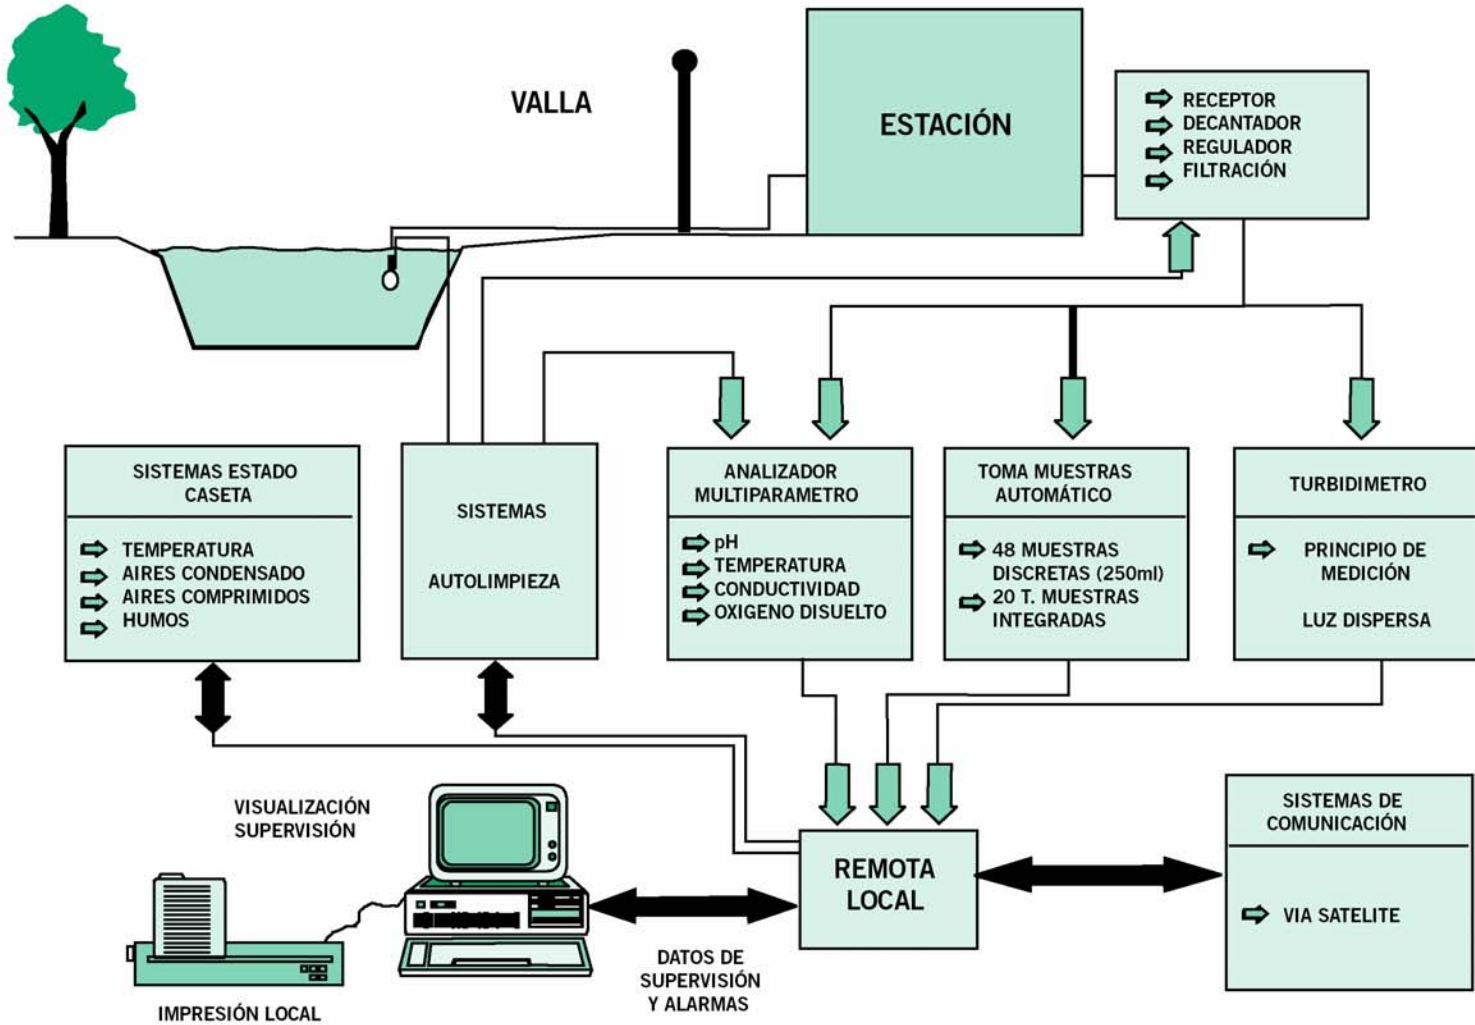 VALLA
ESTACIÓN
RECEPTOR
DECANTADOR
REGULADOR
FILTRACIÓN
SISTEMAS ESTADO
CASETA
TEMPERATURA
AIRES CONDENSADO
AIRES COMPRIMIDOS
HUMOS
SISTEMAS
AUTOLIMPIEZA
ANALIZADOR
MULTIPARAMETRO
pH
TEMPERATURA
CONDUCTIVIDAD
OXIGENO DISUELTO
TOMA MUESTRAS
AUTOMÁTICO
48 MUESTRAS
DISCRETAS (250ml)
20 T. MUESTRAS
INTEGRADAS
TURBIDIMETRO
PRINCIPIO DE
MEDICIÓN
LUZ DISPERSA
VISUALIZACIÓN
SUPERVISIÓN
IMPRESIÓN LOCAL
DATOS DE
SUPERVISIÓN
Y ALARMAS
REMOTA
LOCAL
SISTEMAS DE
COMUNICACIÓN
VIA SATELITE